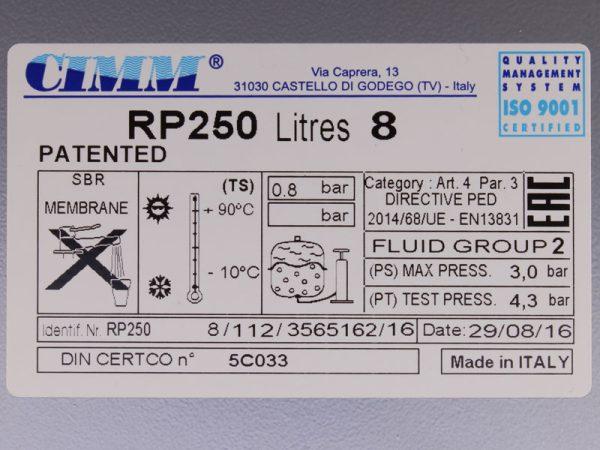 CIMM®
Via Caprera, 13
31030 CASTELLO DI GODEGO (TV) - Italy
QUALITY
MANAGEMENT
SYSTEM
ISO 9001
CERTIFIED
RP250 Litres 8
PATENTED
SBR
MEMBRANE
(TS)
+ 90°C
- 10°C
0.8 bar
bar
Category : Art. 4 Par. 3
DIRECTIVE PED
2014/68/UE - EN13831
EAC
FLUID GROUP 2
(PS) MAX PRESS. 3,0 bar
(PT) TEST PRESS. 4,3 bar
Identif. Nr. RP250 8/112/3565162/16 Date: 29/08/16
DIN CERTCO n° 5C033
Made in ITALY